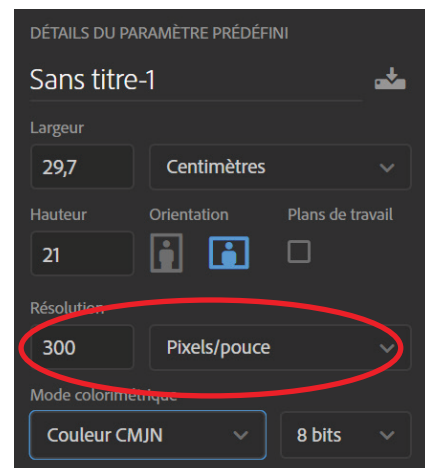 DÉTAILS DU PARAMÈTRE PRÉDÉFINI
Sans titre-1
Largeur
29,7 Centimètres
Hauteur Orientation Plans de travail
21
Résolution
300 Pixels/pouce
Mode colorimétrique
Couleur CMJN 8 bits